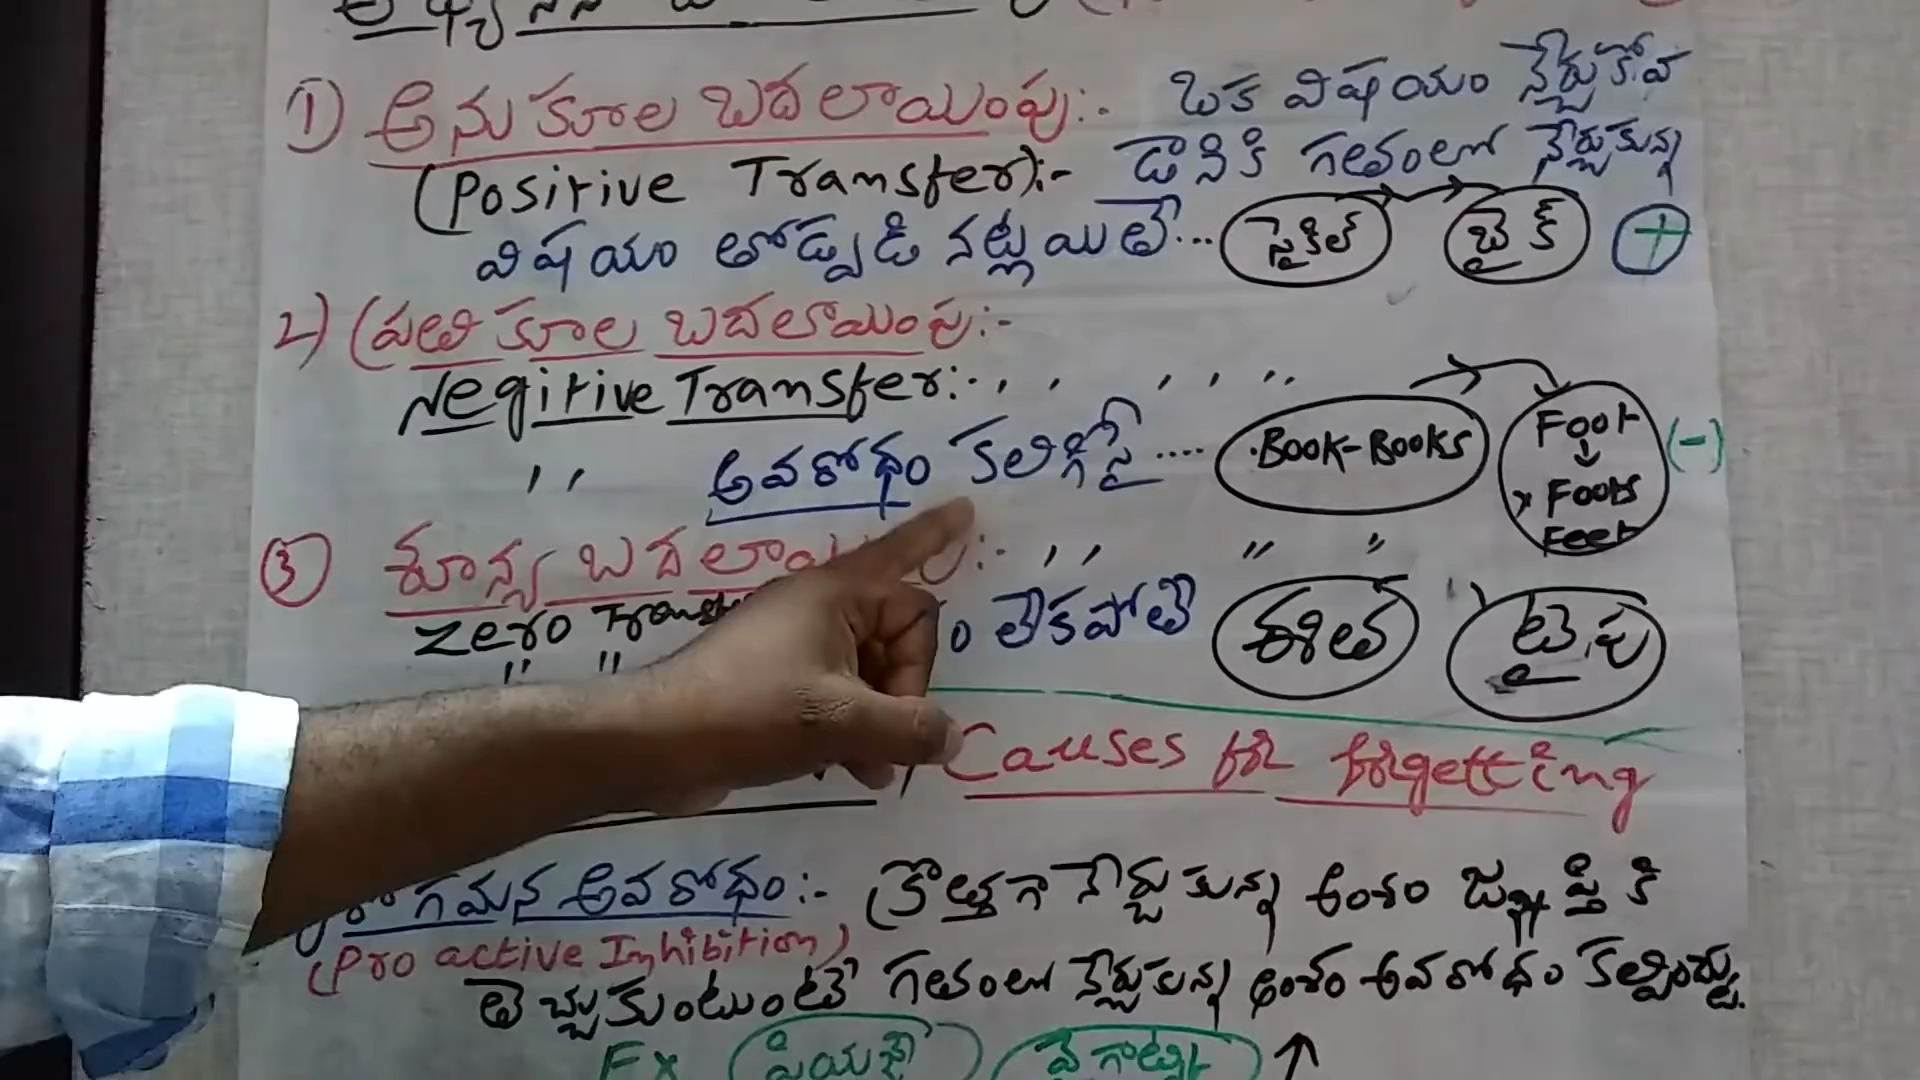 1) అనుకూల బదలాయింపు:- ఒక విషయం నేర్చుకోవ
(Positive Transfer):- డానికి గతంలో నేర్చుకున్న
విషయం తోడ్పడినట్లయితే... సైకిల్ బైక్ +
2) ప్రతికూల బదలాయింపు:-
Negitive Transfer:- , , , , ,,
,, అవరోధం కలిగిస్తే.... Book-Books Foot
x Foots
Feet (-)
3) శూన్య బదలాయి :- ,, ,, ,,
Zero లేకపోతే ఈత టైపు
,, ,,
Causes for forgetting
గమన అవరోధం:- క్రొత్తగా నేర్చుకున్న అంశం జ్ఞప్తికి
(Pro active Inhibition)
తెచ్చుకుంటుంటే గతంలో నేర్చుకున్న అంశం అవరోధం కల్పించుట.
Ex